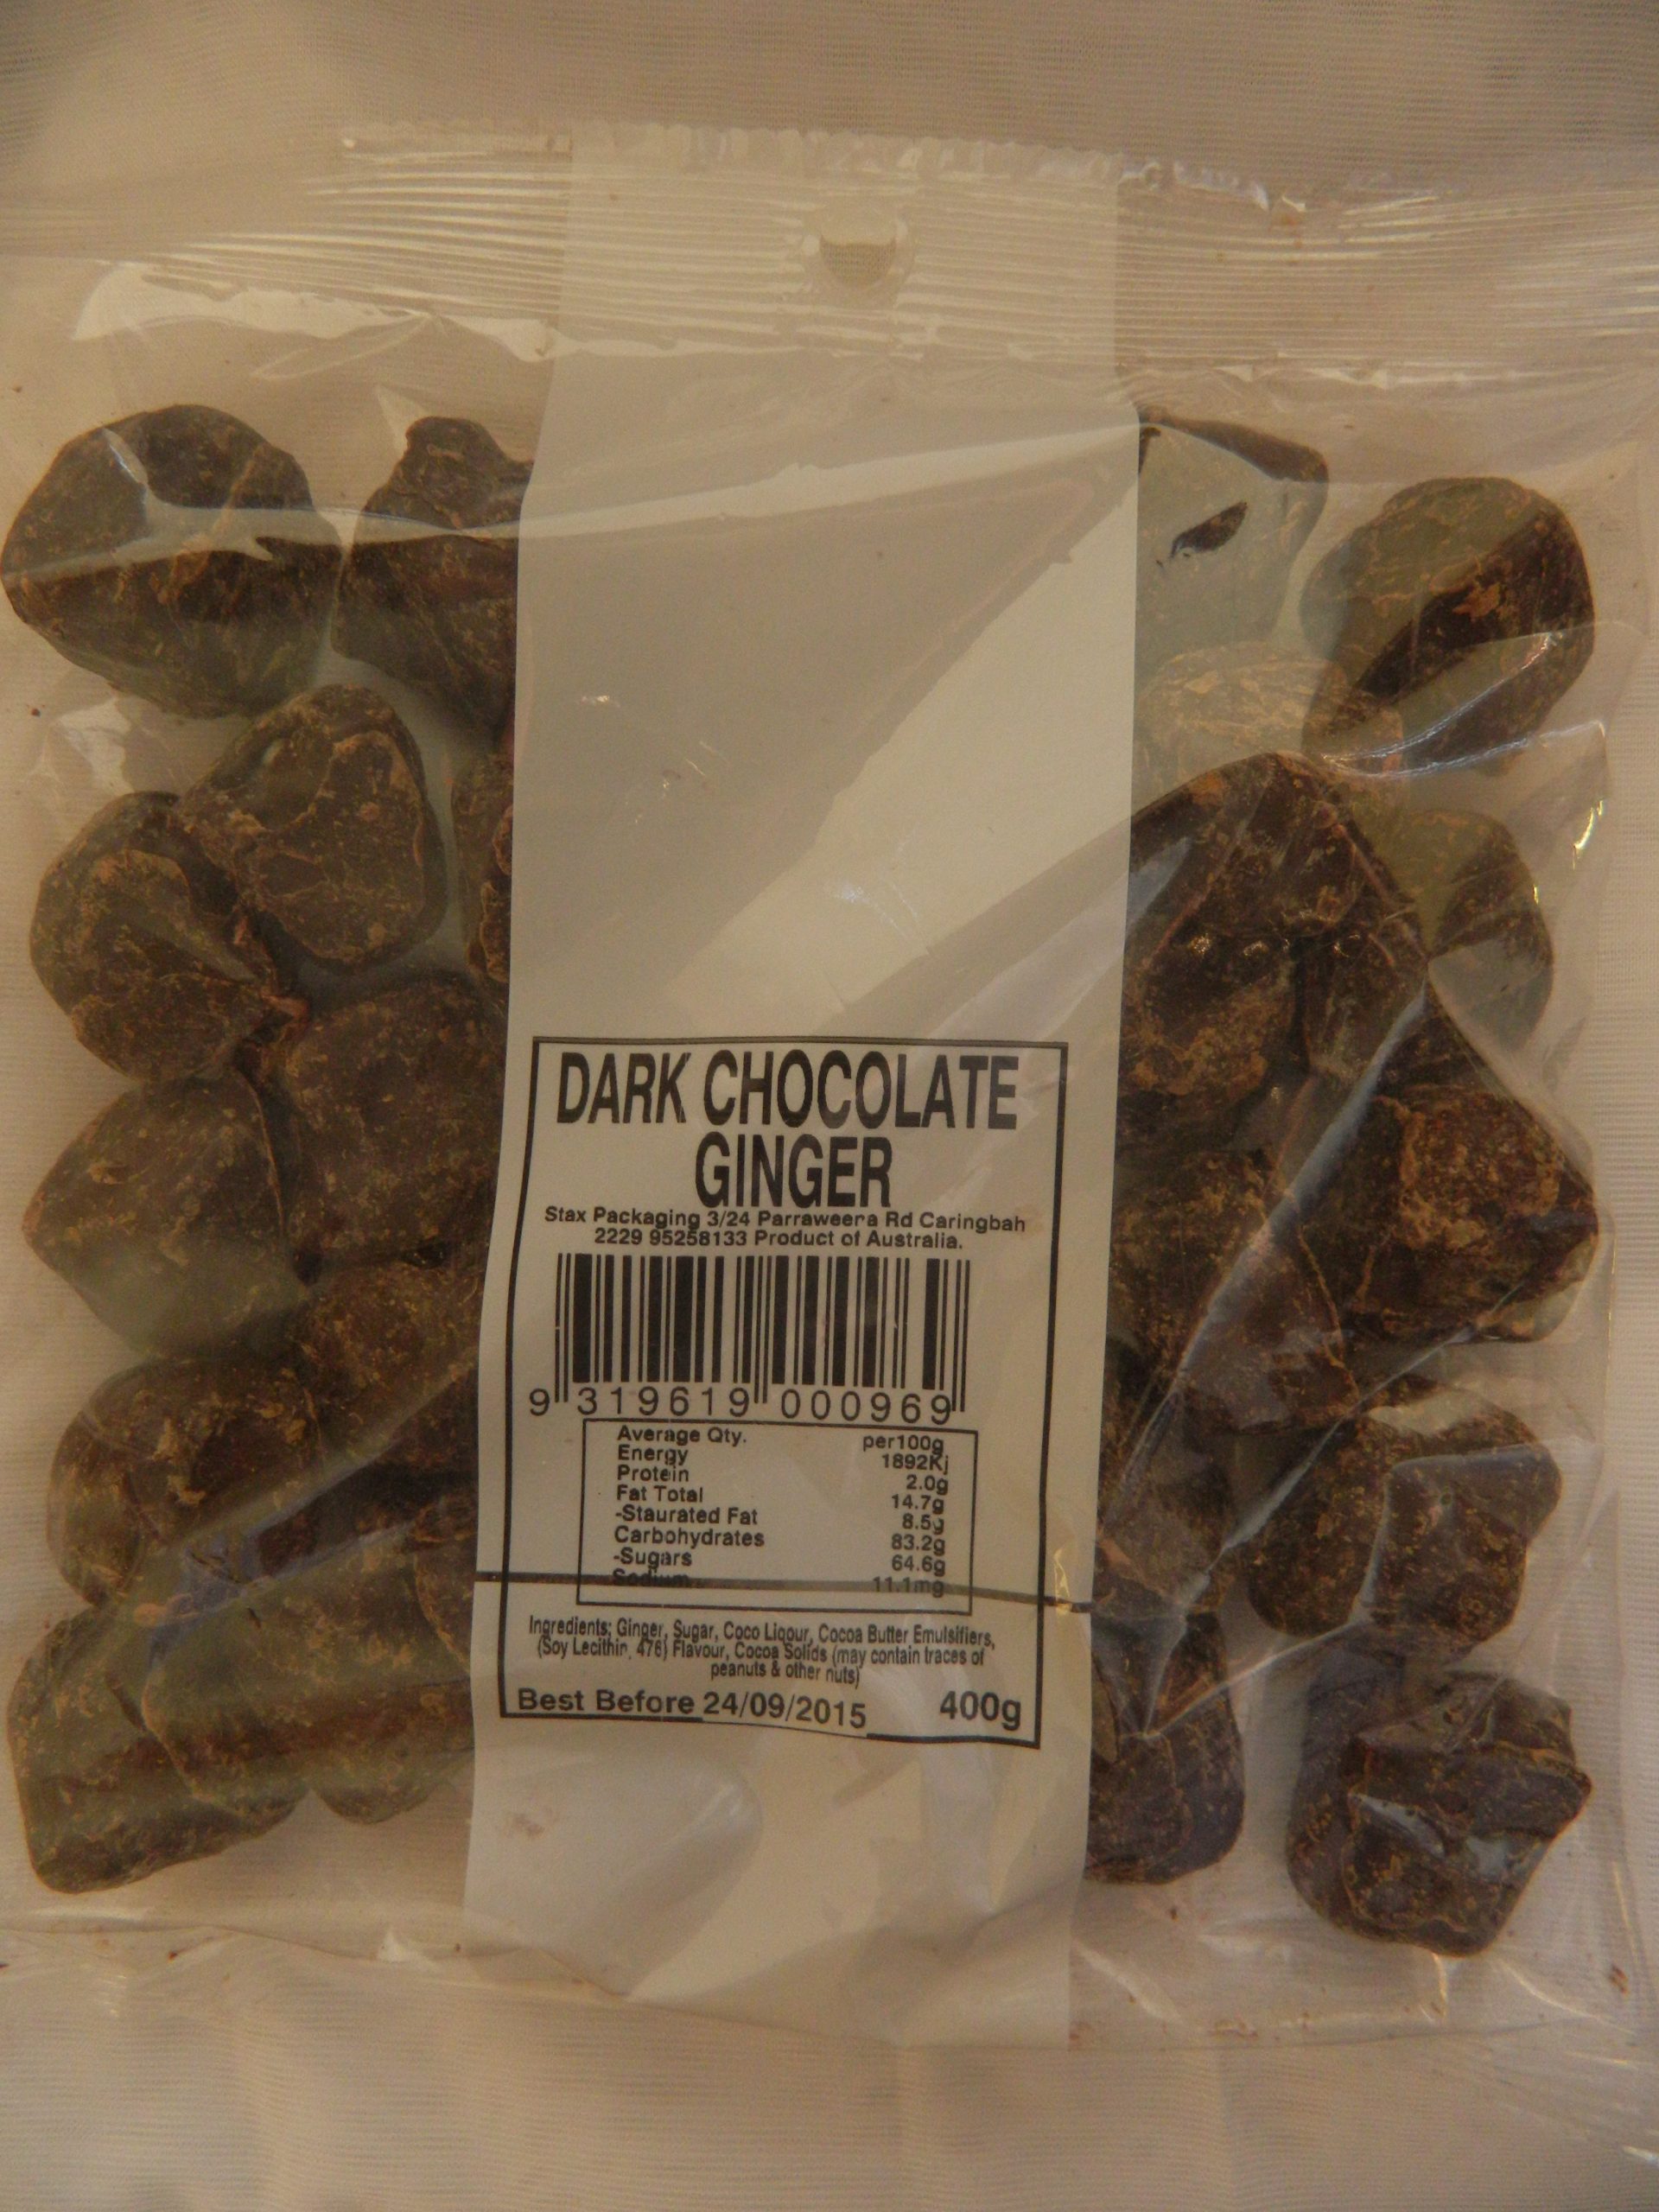 DARK CHOCOLATE
GINGER
Stax Packaging 3/24 Parraweera Rd Caringbah
2229 95258133 Product of Australia.
9 319619 000969
Average Qty. per100g
Energy 1892Kj
Protein 2.0g
Fat Total 14.7g
-Staurated Fat 8.5g
Carbohydrates 83.2g
-Sugars 64.6g
Sodium 11.1mg
Ingredients; Ginger, Sugar, Coco Liqour, Cocoa Butter Emulsifiers,
(Soy Lecithin, 476) Flavour, Cocoa Solids (may contain traces of
peanuts & other nuts)
Best Before 24/09/2015 400g